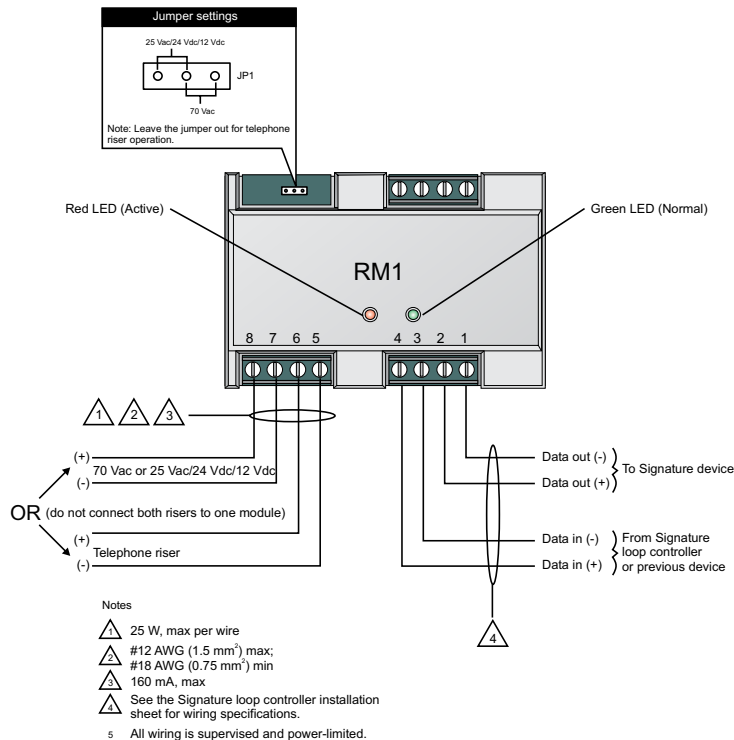 Jumper settings
25 Vac/24 Vdc/12 Vdc
JP1
70 Vac
Note: Leave the jumper out for telephone
riser operation.
Red LED (Active)
Green LED (Normal)
RM1
8 7 6 5
4 3 2 1
1 2 3
(+)
70 Vac or 25 Vac/24 Vdc/12 Vdc
(-)
OR (do not connect both risers to one module)
(+)
Telephone riser
(-)
Data out (-)
To Signature device
Data out (+)
Data in (-)
From Signature
loop controller
or previous device
Data in (+)
4
Notes
1 25 W, max per wire
2 #12 AWG (1.5 mm²) max;
#18 AWG (0.75 mm²) min
3 160 mA, max
4 See the Signature loop controller installation
sheet for wiring specifications.
5 All wiring is supervised and power-limited.